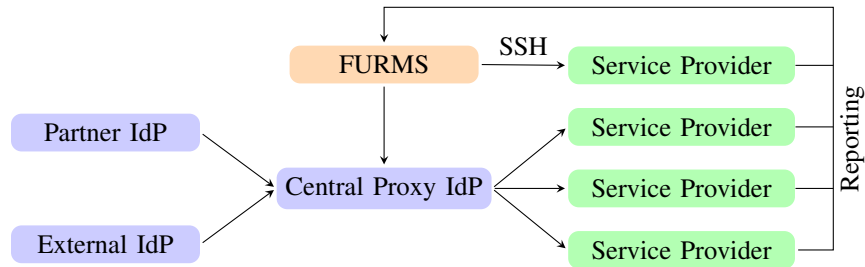 SSH
FURMS
Service Provider
Partner IdP
Service Provider
Central Proxy IdP
Service Provider
External IdP
Service Provider
Reporting